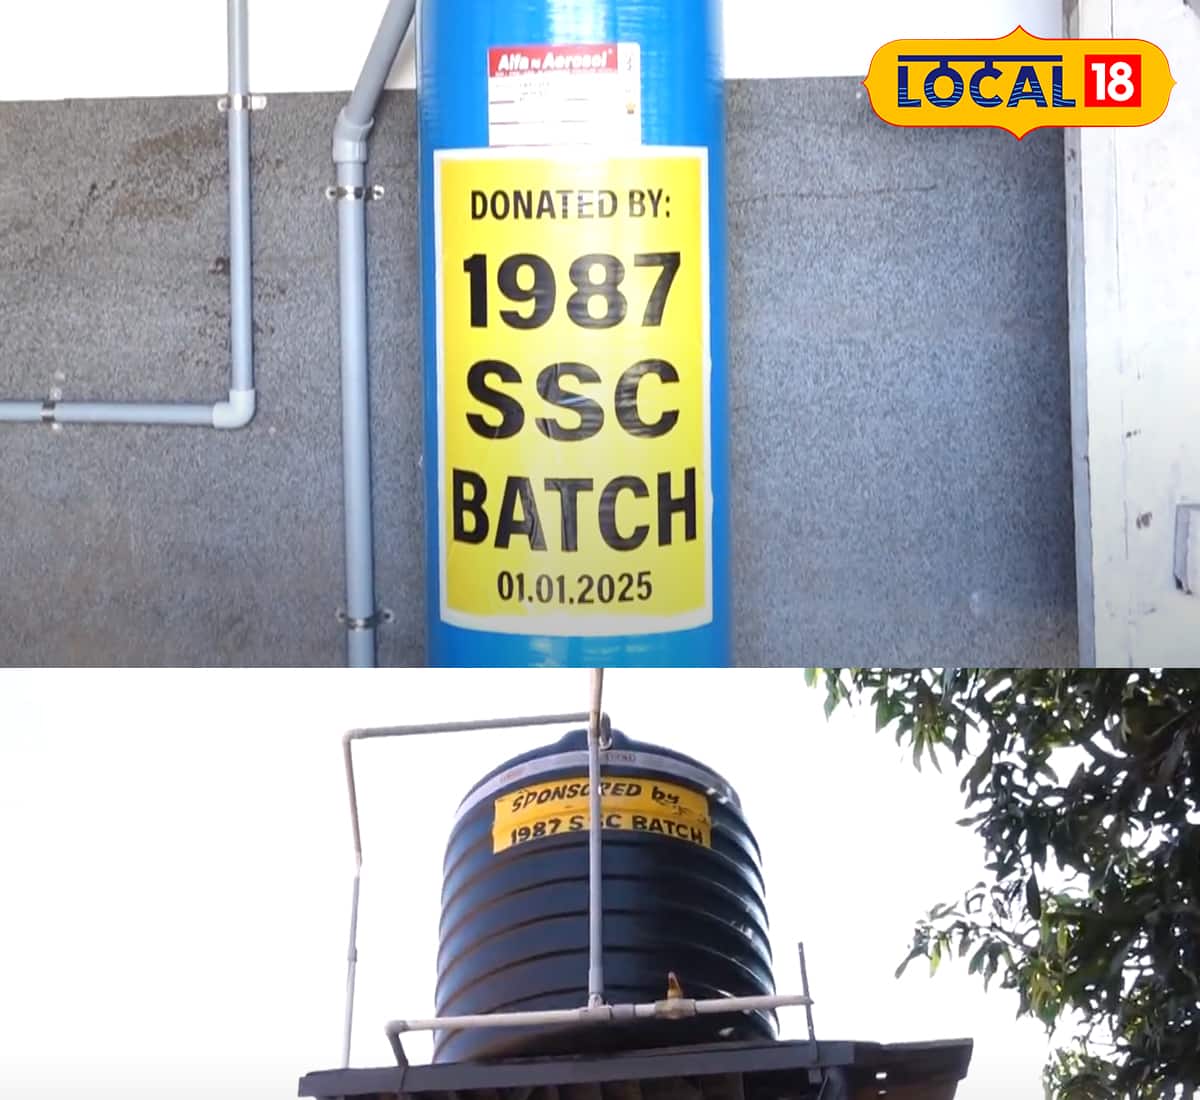 LOCAL 18
Alfa Aerosol
DONATED BY:
1987
SSC
BATCH
01.01.2025
SPONSORED by
1987 SSC BATCH